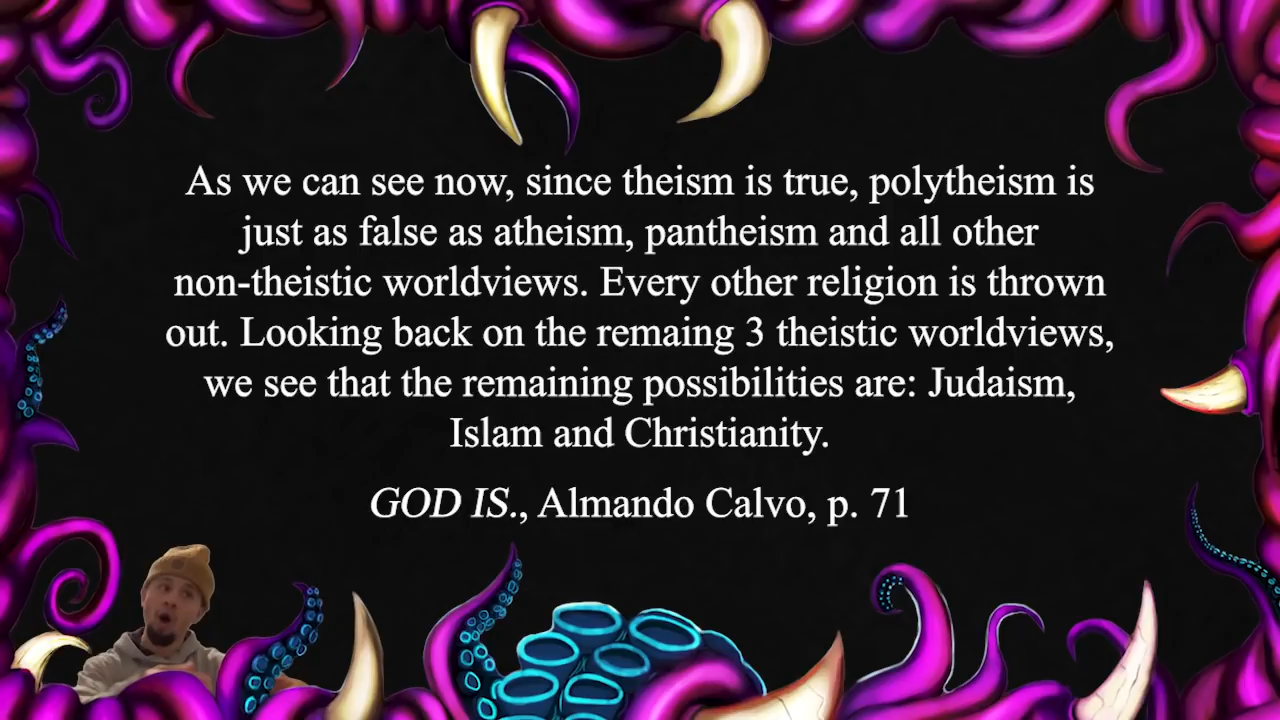 As we can see now, since theism is true, polytheism is
just as false as atheism, pantheism and all other
non-theistic worldviews. Every other religion is thrown
out. Looking back on the remaing 3 theistic worldviews,
we see that the remaining possibilities are: Judaism,
Islam and Christianity.
GOD IS., Almando Calvo, p. 71